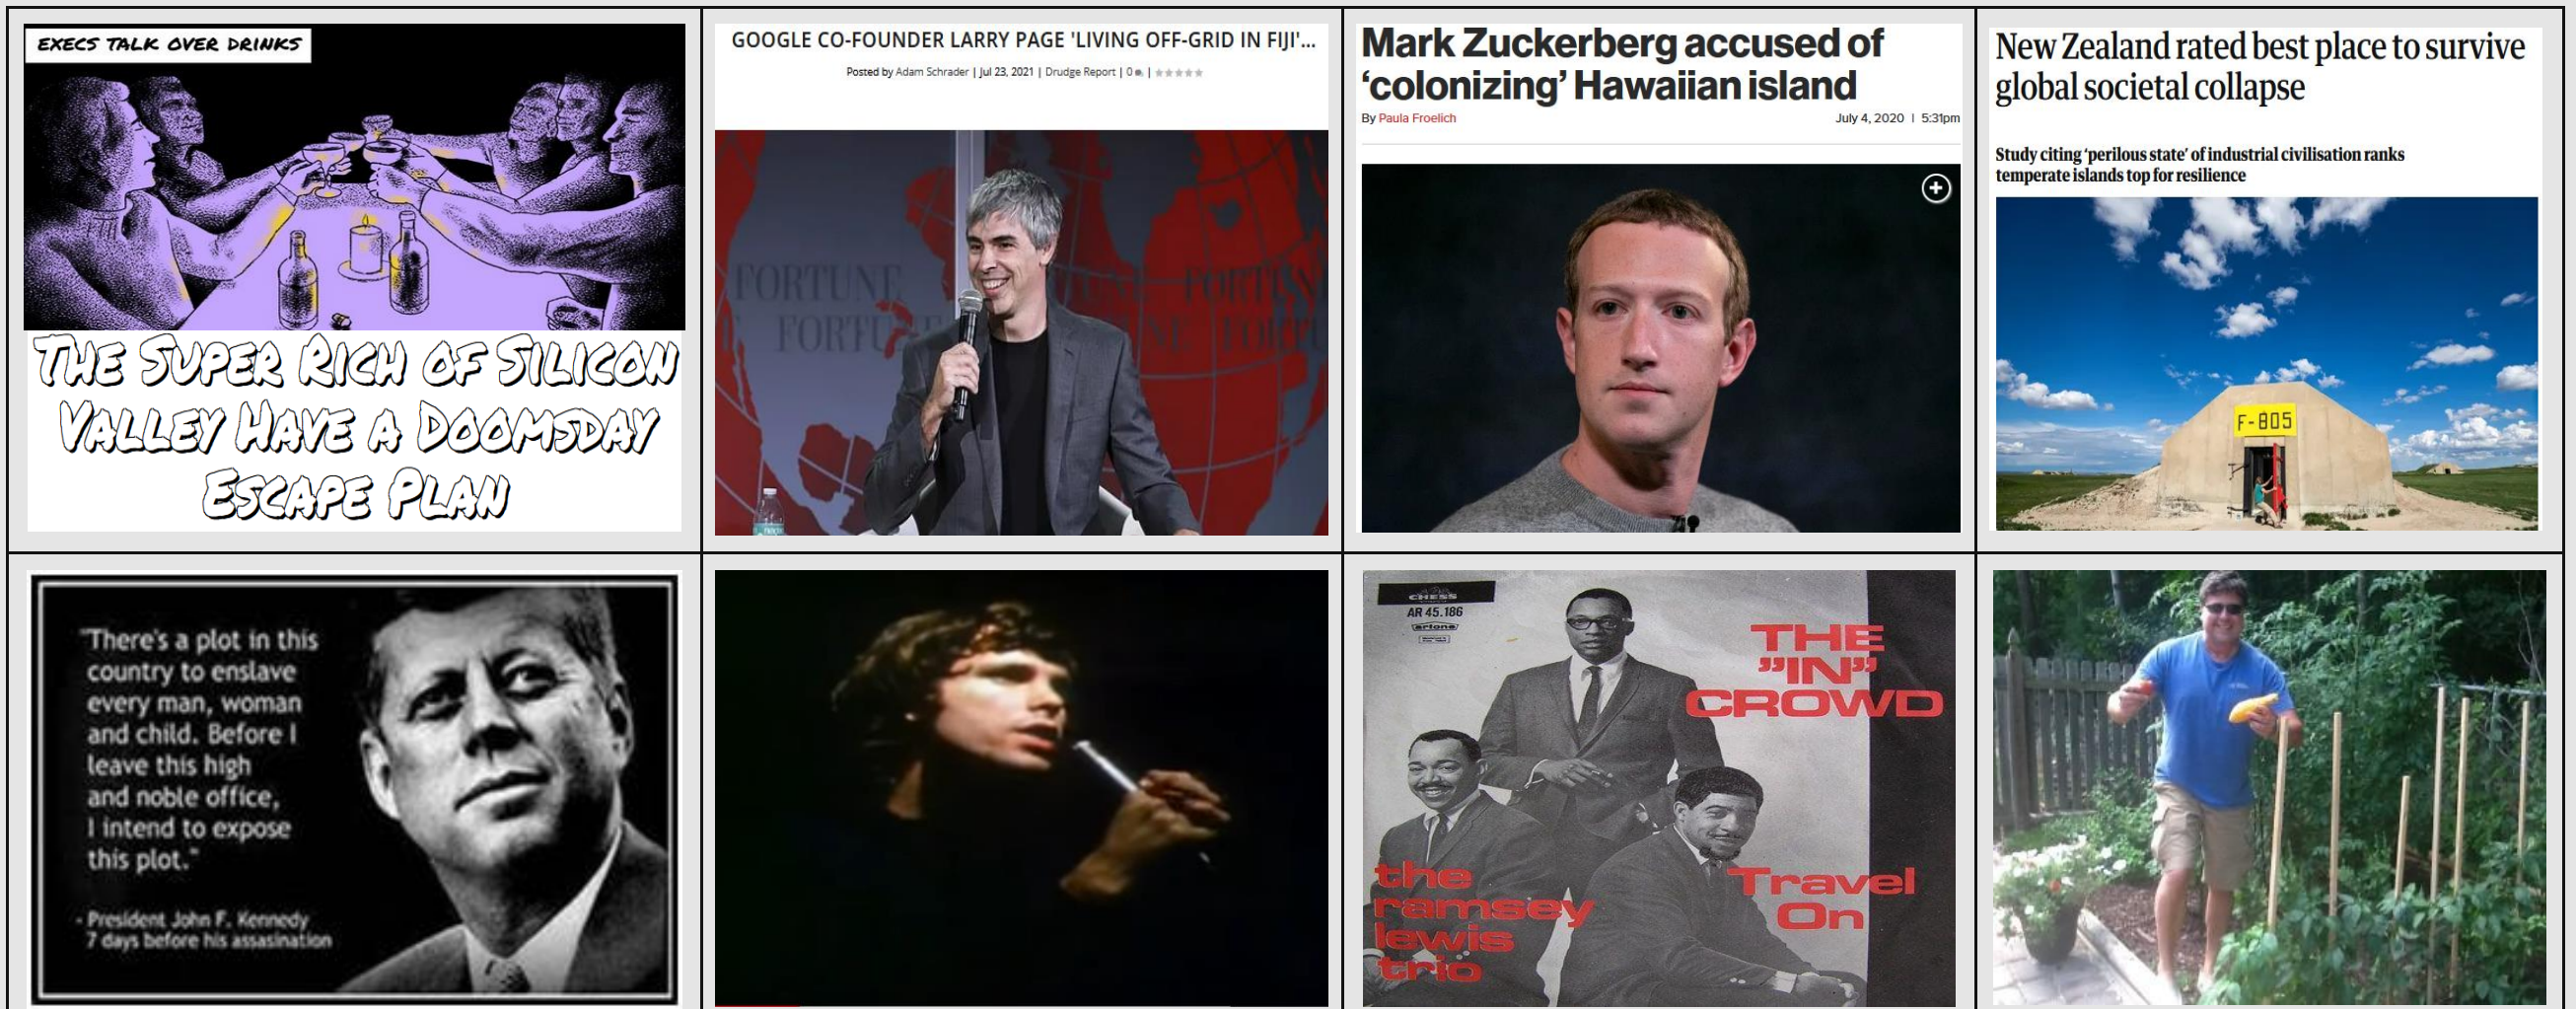 EXECS TALK OVER DRINKS
THE SUPER RICH OF SILICON
VALLEY HAVE A DOOMSDAY
ESCAPE PLAN
GOOGLE CO-FOUNDER LARRY PAGE 'LIVING OFF-GRID IN FIJI'...
Posted by Adam Schrader | Jul 23, 2021 | Drudge Report | 0 |
FORTUNE
FORTUNE
FORTUNE
Mark Zuckerberg accused of
‘colonizing’ Hawaiian island
By Paula Froelich
July 4, 2020 | 5:31pm
New Zealand rated best place to survive
global societal collapse
Study citing ‘perilous state’ of industrial civilisation ranks
temperate islands top for resilience
F-805
"There's a plot in this
country to enslave
every man, woman
and child. Before I
leave this high
and noble office,
I intend to expose
this plot."
- President John F. Kennedy
7 days before his assasination
CHESS
AR 45.186
artone
THE
”IN”
CROWD
the
ramsey
lewis
trio
Travel
On